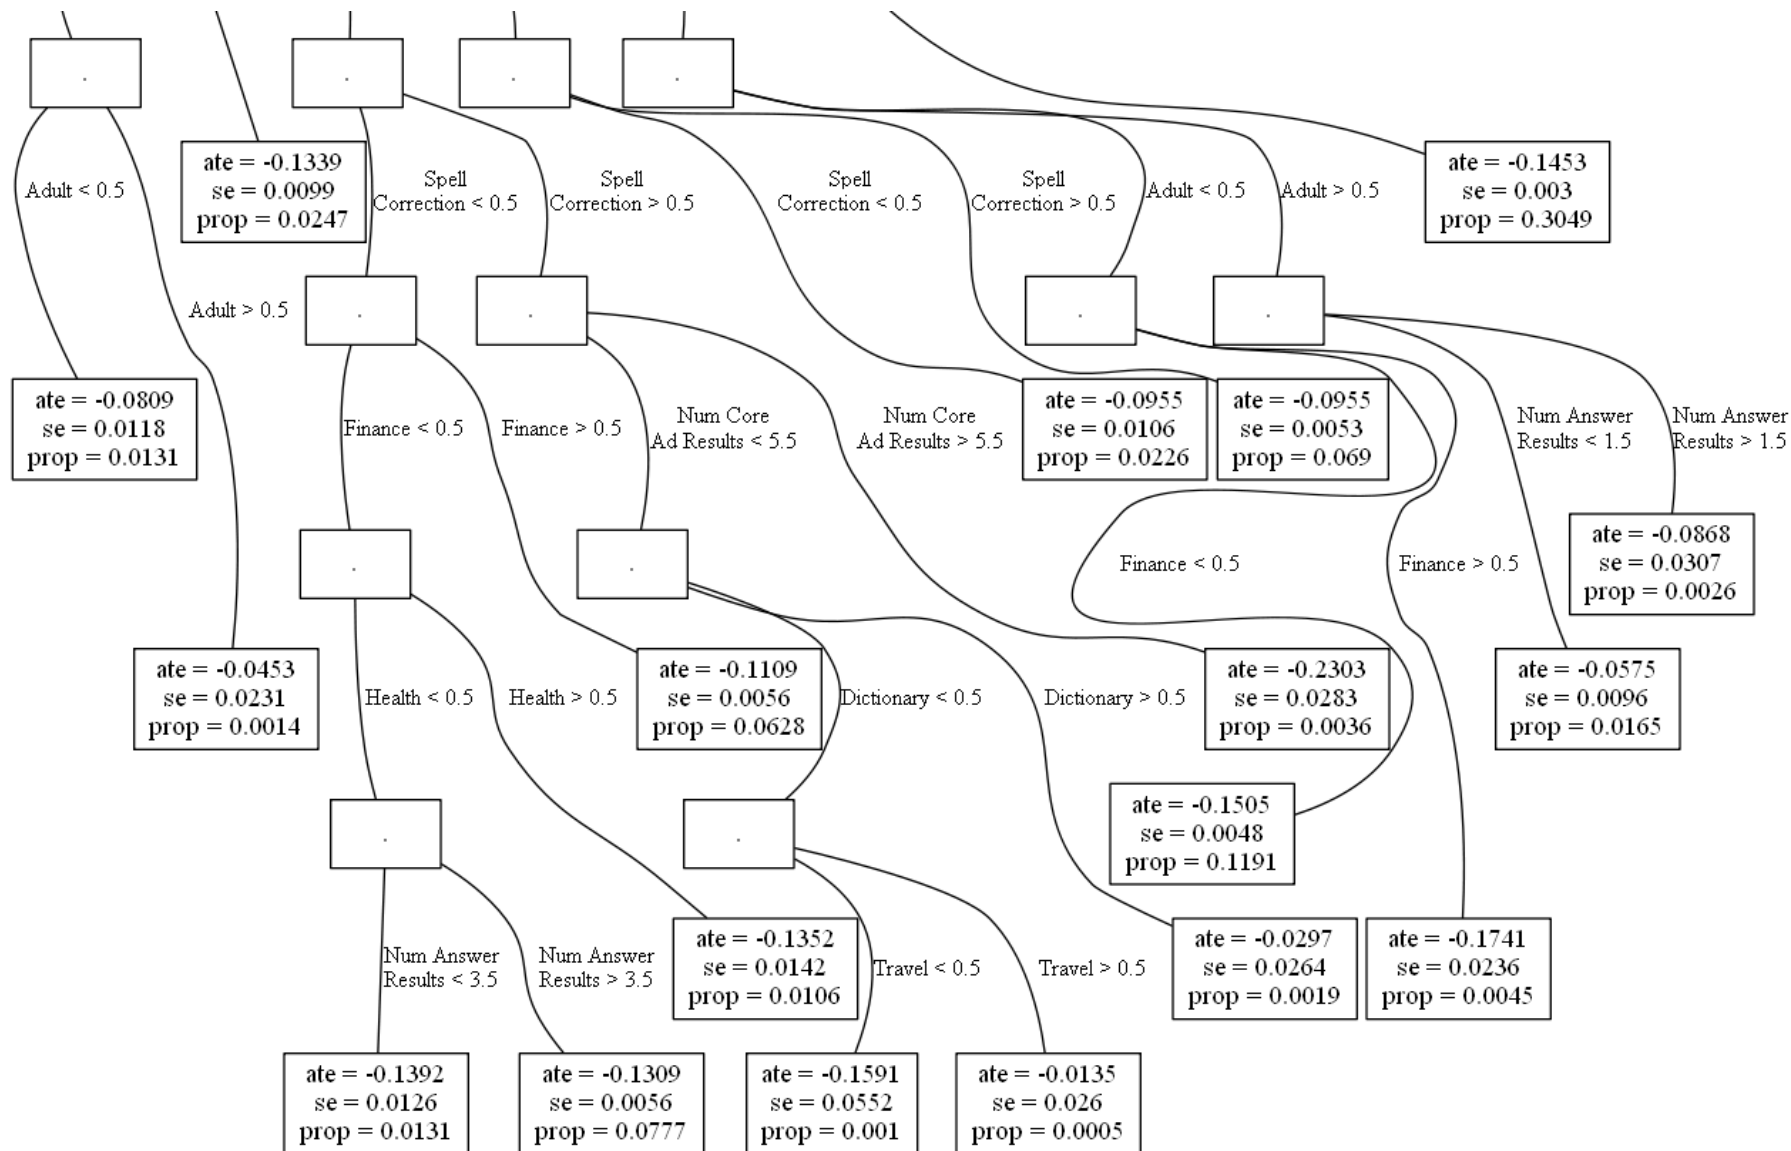 ate = -0.1339
se = 0.0099
prop = 0.0247
ate = -0.1453
se = 0.003
prop = 0.3049
Adult < 0.5
Spell
Correction < 0.5
Spell
Correction > 0.5
Spell
Correction < 0.5
Spell
Correction > 0.5
Adult < 0.5
Adult > 0.5
Adult > 0.5
ate = -0.0809
se = 0.0118
prop = 0.0131
Finance < 0.5
Finance > 0.5
Num Core
Ad Results < 5.5
Num Core
Ad Results > 5.5
ate = -0.0955
se = 0.0106
prop = 0.0226
ate = -0.0955
se = 0.0053
prop = 0.069
Num Answer
Results < 1.5
Num Answer
Results > 1.5
Finance < 0.5
Finance > 0.5
ate = -0.0868
se = 0.0307
prop = 0.0026
ate = -0.0453
se = 0.0231
prop = 0.0014
Health < 0.5
Health > 0.5
ate = -0.1109
se = 0.0056
prop = 0.0628
Dictionary < 0.5
Dictionary > 0.5
ate = -0.2303
se = 0.0283
prop = 0.0036
ate = -0.0575
se = 0.0096
prop = 0.0165
ate = -0.1505
se = 0.0048
prop = 0.1191
Num Answer
Results < 3.5
Num Answer
Results > 3.5
ate = -0.1352
se = 0.0142
prop = 0.0106
Travel < 0.5
Travel > 0.5
ate = -0.0297
se = 0.0264
prop = 0.0019
ate = -0.1741
se = 0.0236
prop = 0.0045
ate = -0.1392
se = 0.0126
prop = 0.0131
ate = -0.1309
se = 0.0056
prop = 0.0777
ate = -0.1591
se = 0.0552
prop = 0.001
ate = -0.0135
se = 0.026
prop = 0.0005